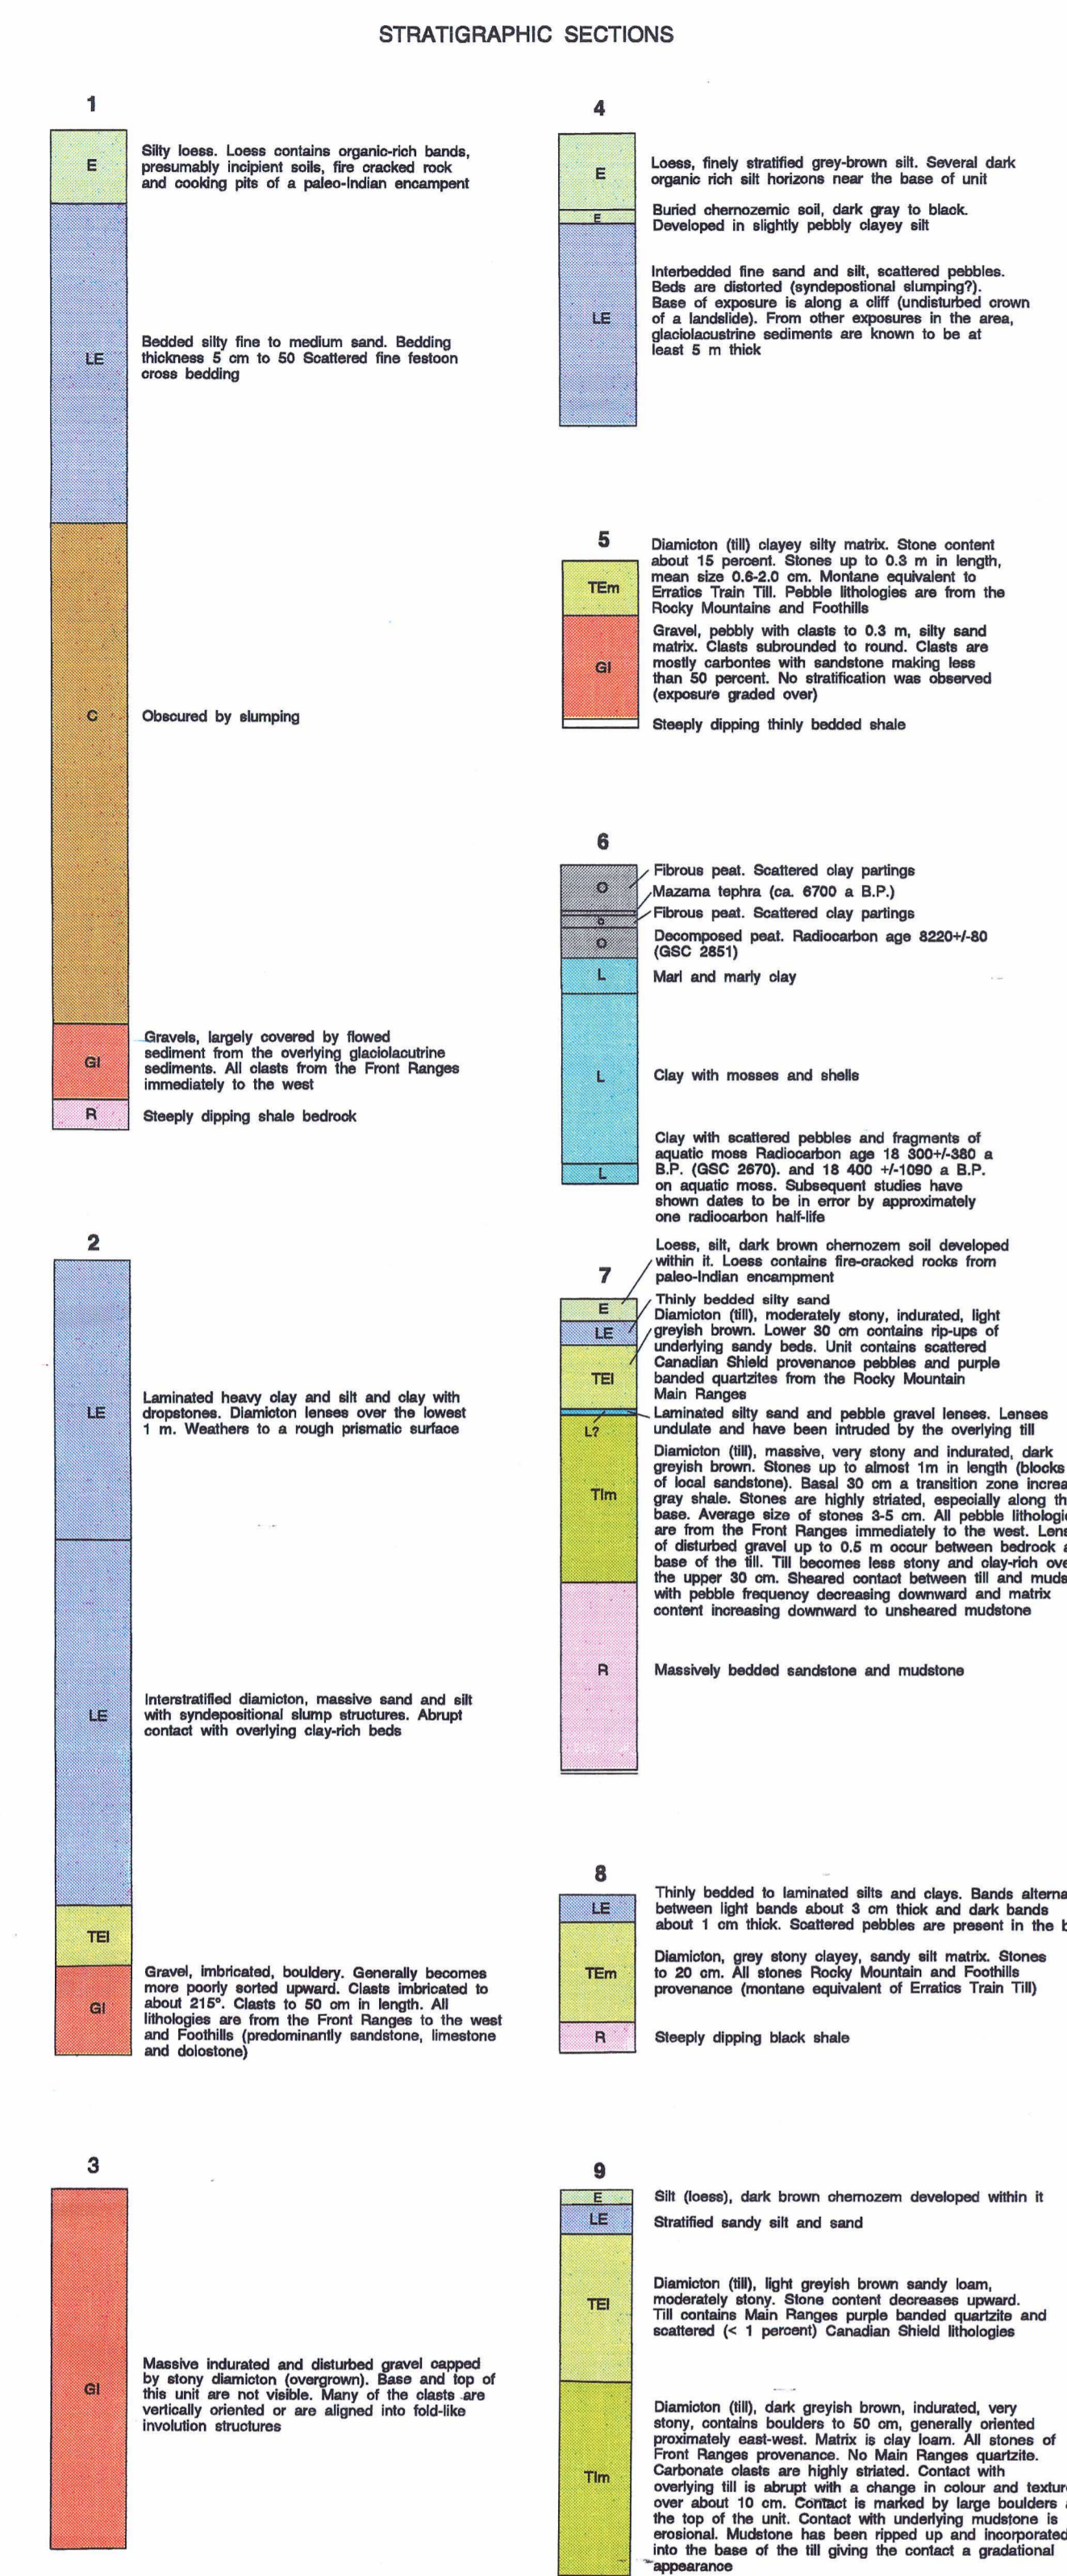 STRATIGRAPHIC SECTIONS
1
E
Silty loess. Loess contains organic-rich bands,
presumably incipient soils, fire cracked rock
and cooking pits of a paleo-Indian encampent
LE
Bedded silty fine to medium sand. Bedding
thickness 5 cm to 50 Scattered fine festoon
cross bedding
C
Obscured by slumping
GI
Gravels, largely covered by flowed
sediment from the overlying glaciolacutrine
sediments. All clasts from the Front Ranges
immediately to the west
R
Steeply dipping shale bedrock
2
LE
Laminated heavy clay and silt and clay with
dropstones. Diamicton lenses over the lowest
1 m. Weathers to a rough prismatic surface
LE
Interstratified diamicton, massive sand and silt
with syndepositional slump structures. Abrupt
contact with overlying clay-rich beds
TEI
GI
Gravel, imbricated, bouldery. Generally becomes
more poorly sorted upward. Clasts imbricated to
about 215°. Clasts to 50 cm in length. All
lithologies are from the Front Ranges to the west
and Foothills (predominantly sandstone, limestone
and dolostone)
3
GI
Massive indurated and disturbed gravel capped
by stony diamicton (overgrown). Base and top of
this unit are not visible. Many of the clasts are
vertically oriented or are aligned into fold-like
involution structures
4
E
Loess, finely stratified grey-brown silt. Several dark
organic rich silt horizons near the base of unit
E
Buried chernozemic soil, dark gray to black.
Developed in slightly pebbly clayey silt
LE
Interbedded fine sand and silt, scattered pebbles.
Beds are distorted (syndepostional slumping?).
Base of exposure is along a cliff (undisturbed crown
of a landslide). From other exposures in the area,
glaciolacustrine sediments are known to be at
least 5 m thick
5
TEm
Diamicton (till) clayey silty matrix. Stone content
about 15 percent. Stones up to 0.3 m in length,
mean size 0.6-2.0 cm. Montane equivalent to
Erratics Train Till. Pebble lithologies are from the
Rocky Mountains and Foothills
GI
Gravel, pebbly with clasts to 0.3 m, silty sand
matrix. Clasts subrounded to round. Clasts are
mostly carbontes with sandstone making less
than 50 percent. No stratification was observed
(exposure graded over)
Steeply dipping thinly bedded shale
6
O
Fibrous peat. Scattered clay partings
Mazama tephra (ca. 6700 a B.P.)
o
Fibrous peat. Scattered clay partings
O
Decomposed peat. Radiocarbon age 8220+/-80
(GSC 2851)
L
Marl and marly clay
L
Clay with mosses and shells
L
Clay with scattered pebbles and fragments of
aquatic moss Radiocarbon age 18 300+/-380 a
B.P. (GSC 2670). and 18 400 +/-1090 a B.P.
on aquatic moss. Subsequent studies have
shown dates to be in error by approximately
one radiocarbon half-life
7
E
Loess, silt, dark brown chernozem soil developed
within it. Loess contains fire-cracked rocks from
paleo-Indian encampment
LE
Thinly bedded silty sand
TEI
Diamicton (till), moderately stony, indurated, light
greyish brown. Lower 30 cm contains rip-ups of
underlying sandy beds. Unit contains scattered
Canadian Shield provenance pebbles and purple
banded quartzites from the Rocky Mountain
Main Ranges
L?
Laminated silty sand and pebble gravel lenses. Lenses
undulate and have been intruded by the overlying till
TIm
Diamicton (till), massive, very stony and indurated, dark
greyish brown. Stones up to almost 1m in length (blocks
of local sandstone). Basal 30 cm a transition zone increa
gray shale. Stones are highly striated, especially along th
base. Average size of stones 3-5 cm. All pebble lithologi
are from the Front Ranges immediately to the west. Len
of disturbed gravel up to 0.5 m occur between bedrock a
base of the till. Till becomes less stony and clay-rich ove
the upper 30 cm. Sheared contact between till and muds
with pebble frequency decreasing downward and matrix
content increasing downward to unsheared mudstone
R
Massively bedded sandstone and mudstone
8
LE
Thinly bedded to laminated silts and clays. Bands alterna
between light bands about 3 cm thick and dark bands
about 1 cm thick. Scattered pebbles are present in the b
TEm
Diamicton, grey stony clayey, sandy silt matrix. Stones
to 20 cm. All stones Rocky Mountain and Foothills
provenance (montane equivalent of Erratics Train Till)
R
Steeply dipping black shale
9
E
Silt (loess), dark brown chernozem developed within it
LE
Stratified sandy silt and sand
TEI
Diamicton (till), light greyish brown sandy loam,
moderately stony. Stone content decreases upward.
Till contains Main Ranges purple banded quartzite and
scattered (< 1 percent) Canadian Shield lithologies
TIm
Diamicton (till), dark greyish brown, indurated, very
stony, contains boulders to 50 cm, generally oriented
proximately east-west. Matrix is clay loam. All stones of
Front Ranges provenance. No Main Ranges quartzite.
Carbonate clasts are highly striated. Contact with
overlying till is abrupt with a change in colour and textur
over about 10 cm. Contact is marked by large boulders
the top of the unit. Contact with underlying mudstone is
erosional. Mudstone has been ripped up and incorporated
into the base of the till giving the contact a gradational
appearance